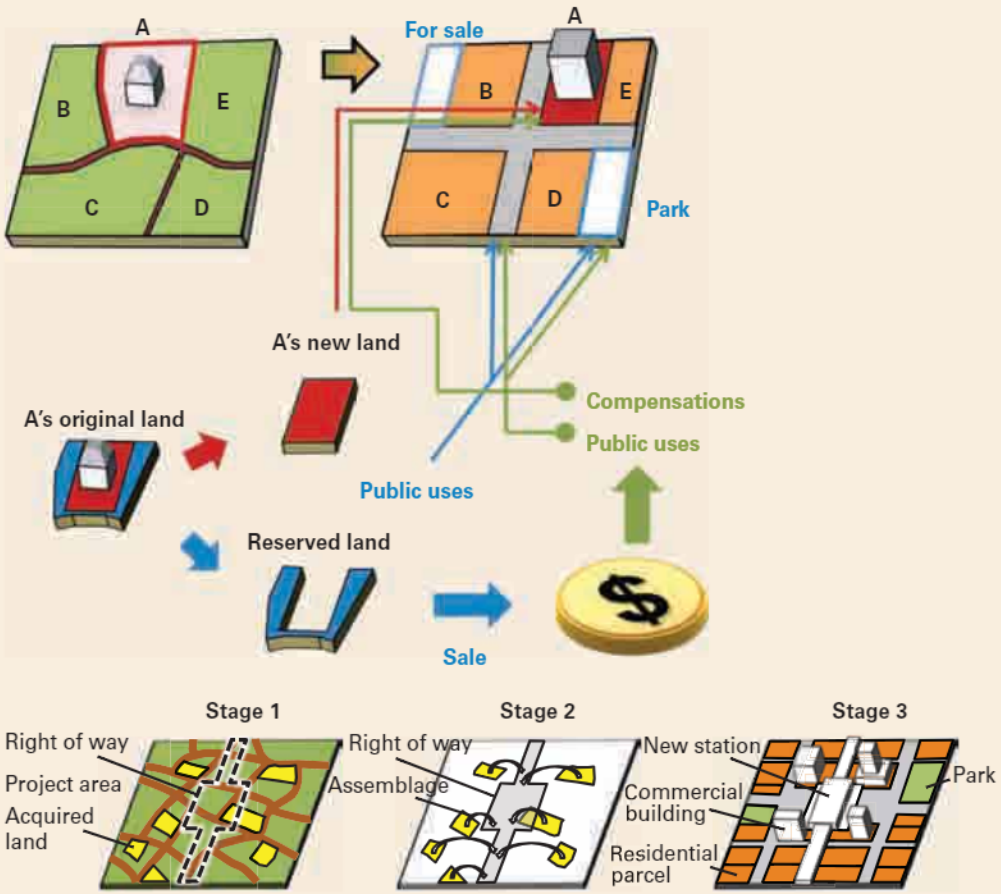 A
B
E
C
D
For sale
A
B
E
C
D
Park
A's new land
A's original land
Compensations
Public uses
Public uses
Reserved land
$
Sale
Stage 1
Right of way
Project area
Acquired
land
Stage 2
Right of way
Assemblage
Stage 3
New station
Park
Commercial
building
Residential
parcel